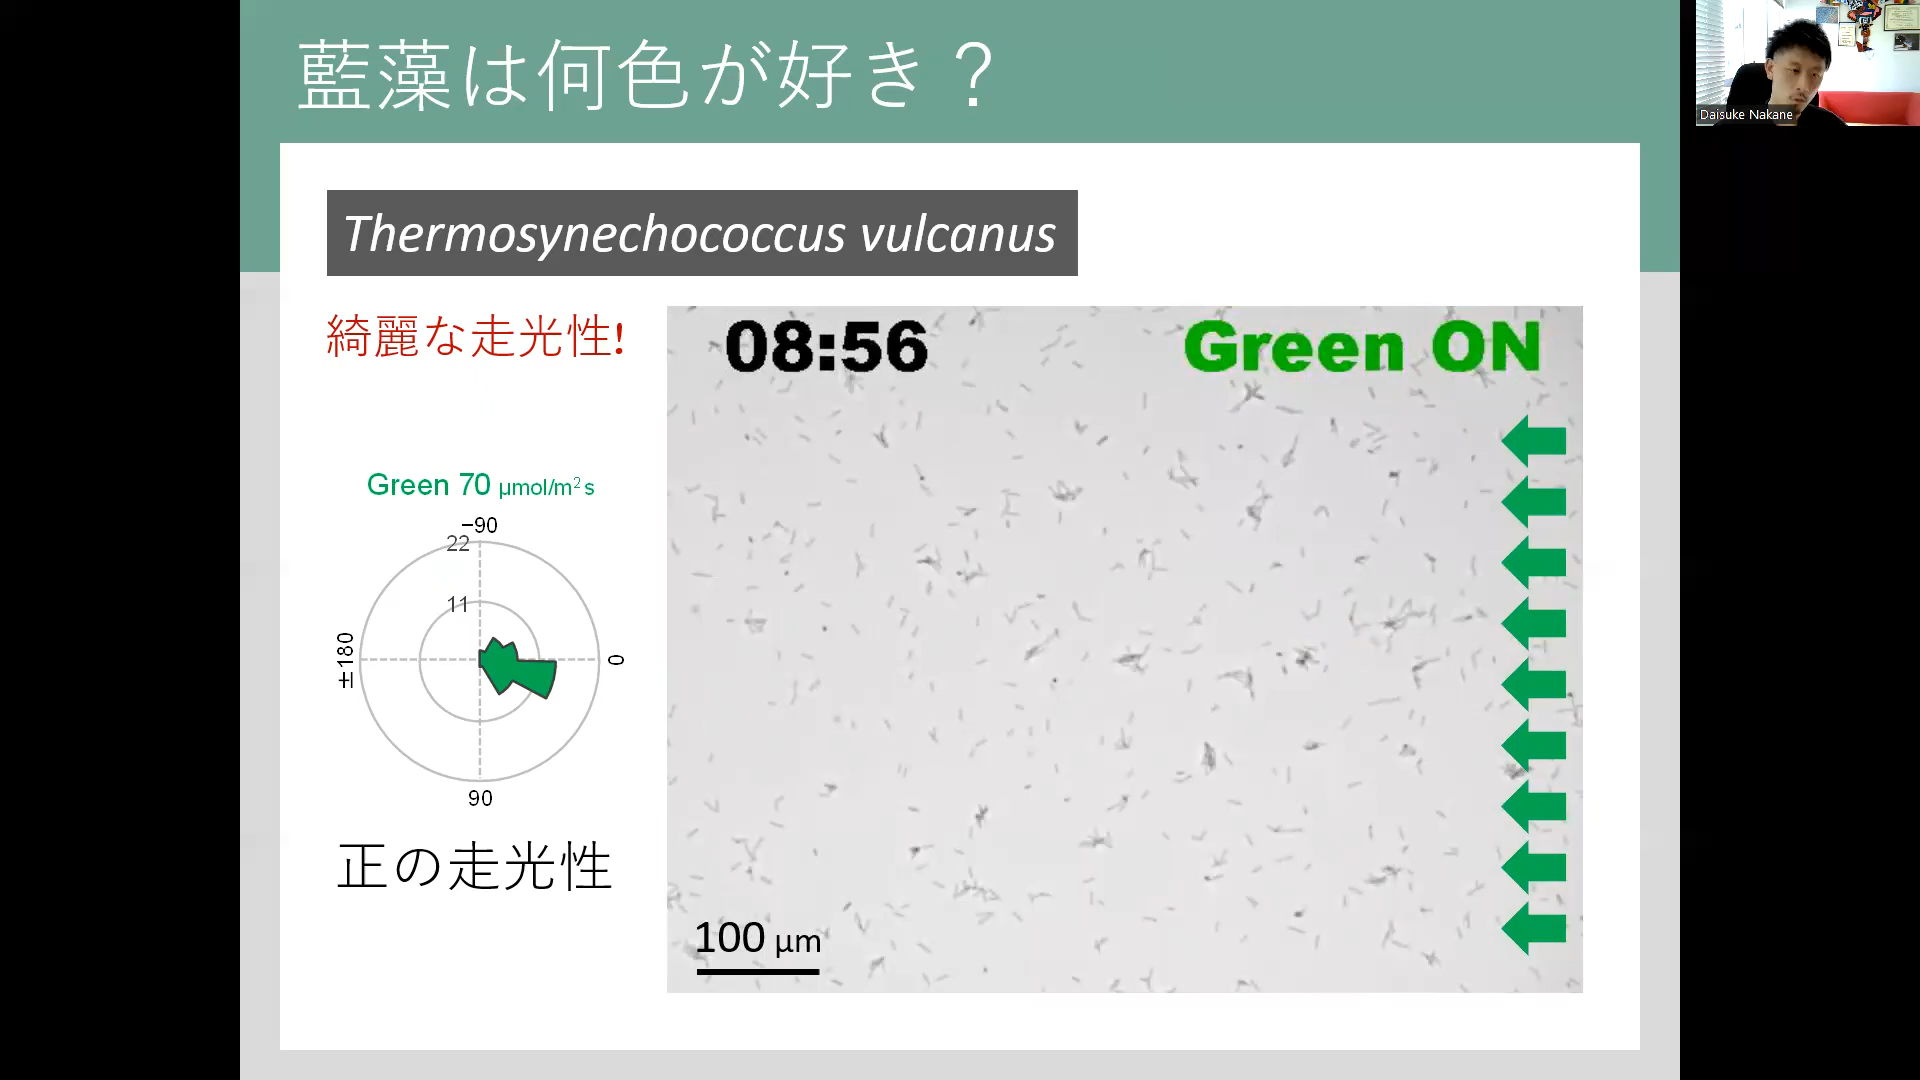 藍藻は何色が好き？
Daisuke Nakane
Thermosynechococcus vulcanus
綺麗な走光性!
08:56
Green ON
Green 70 µmol/m² s
−90
22
11
±180
0
90
正の走光性
100 µm